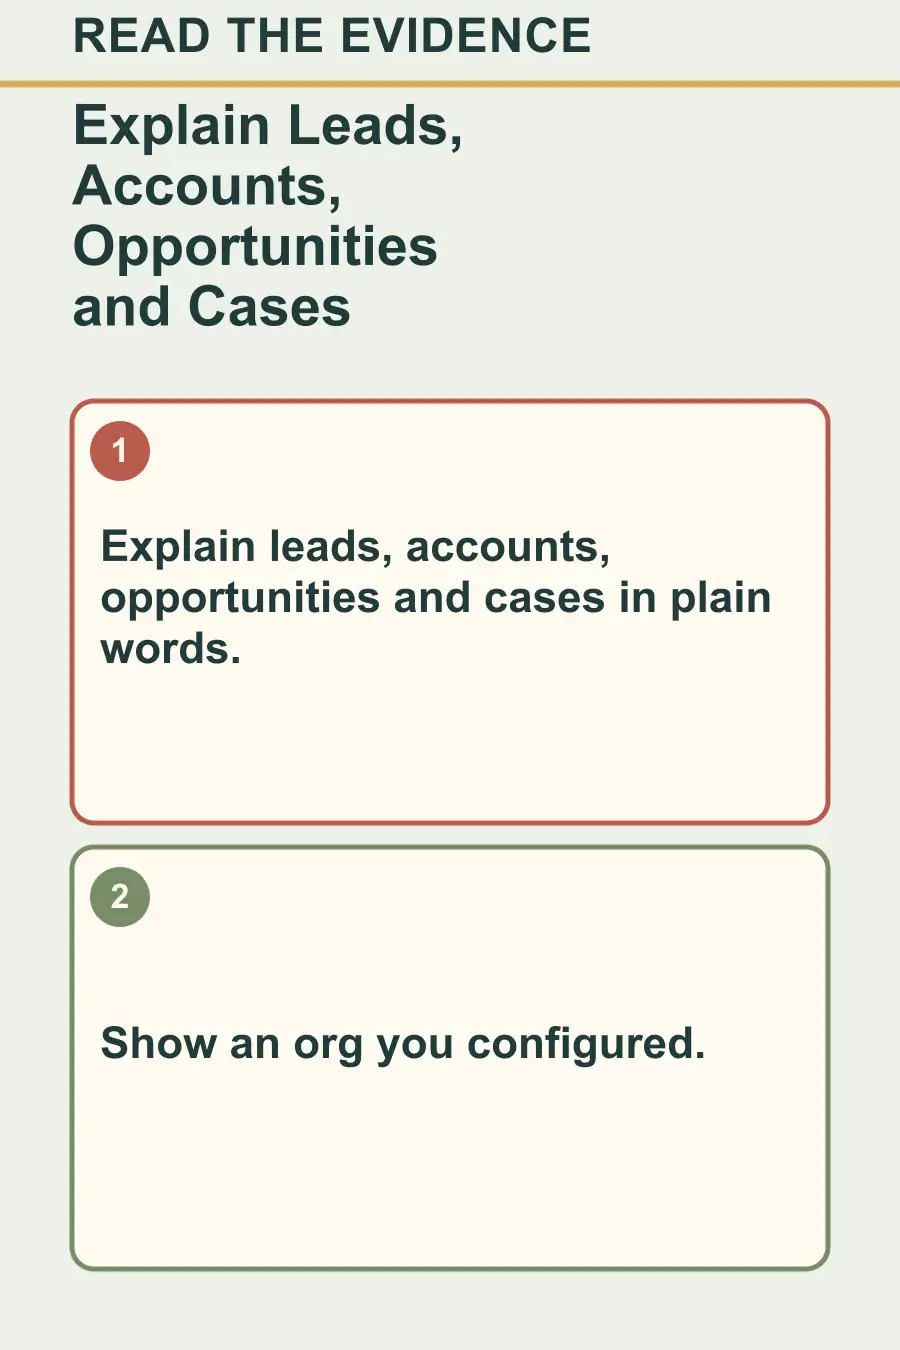 READ THE EVIDENCE
Explain Leads,
Accounts,
Opportunities
and Cases
1
Explain leads, accounts,
opportunities and cases in plain
words.
2
Show an org you configured.